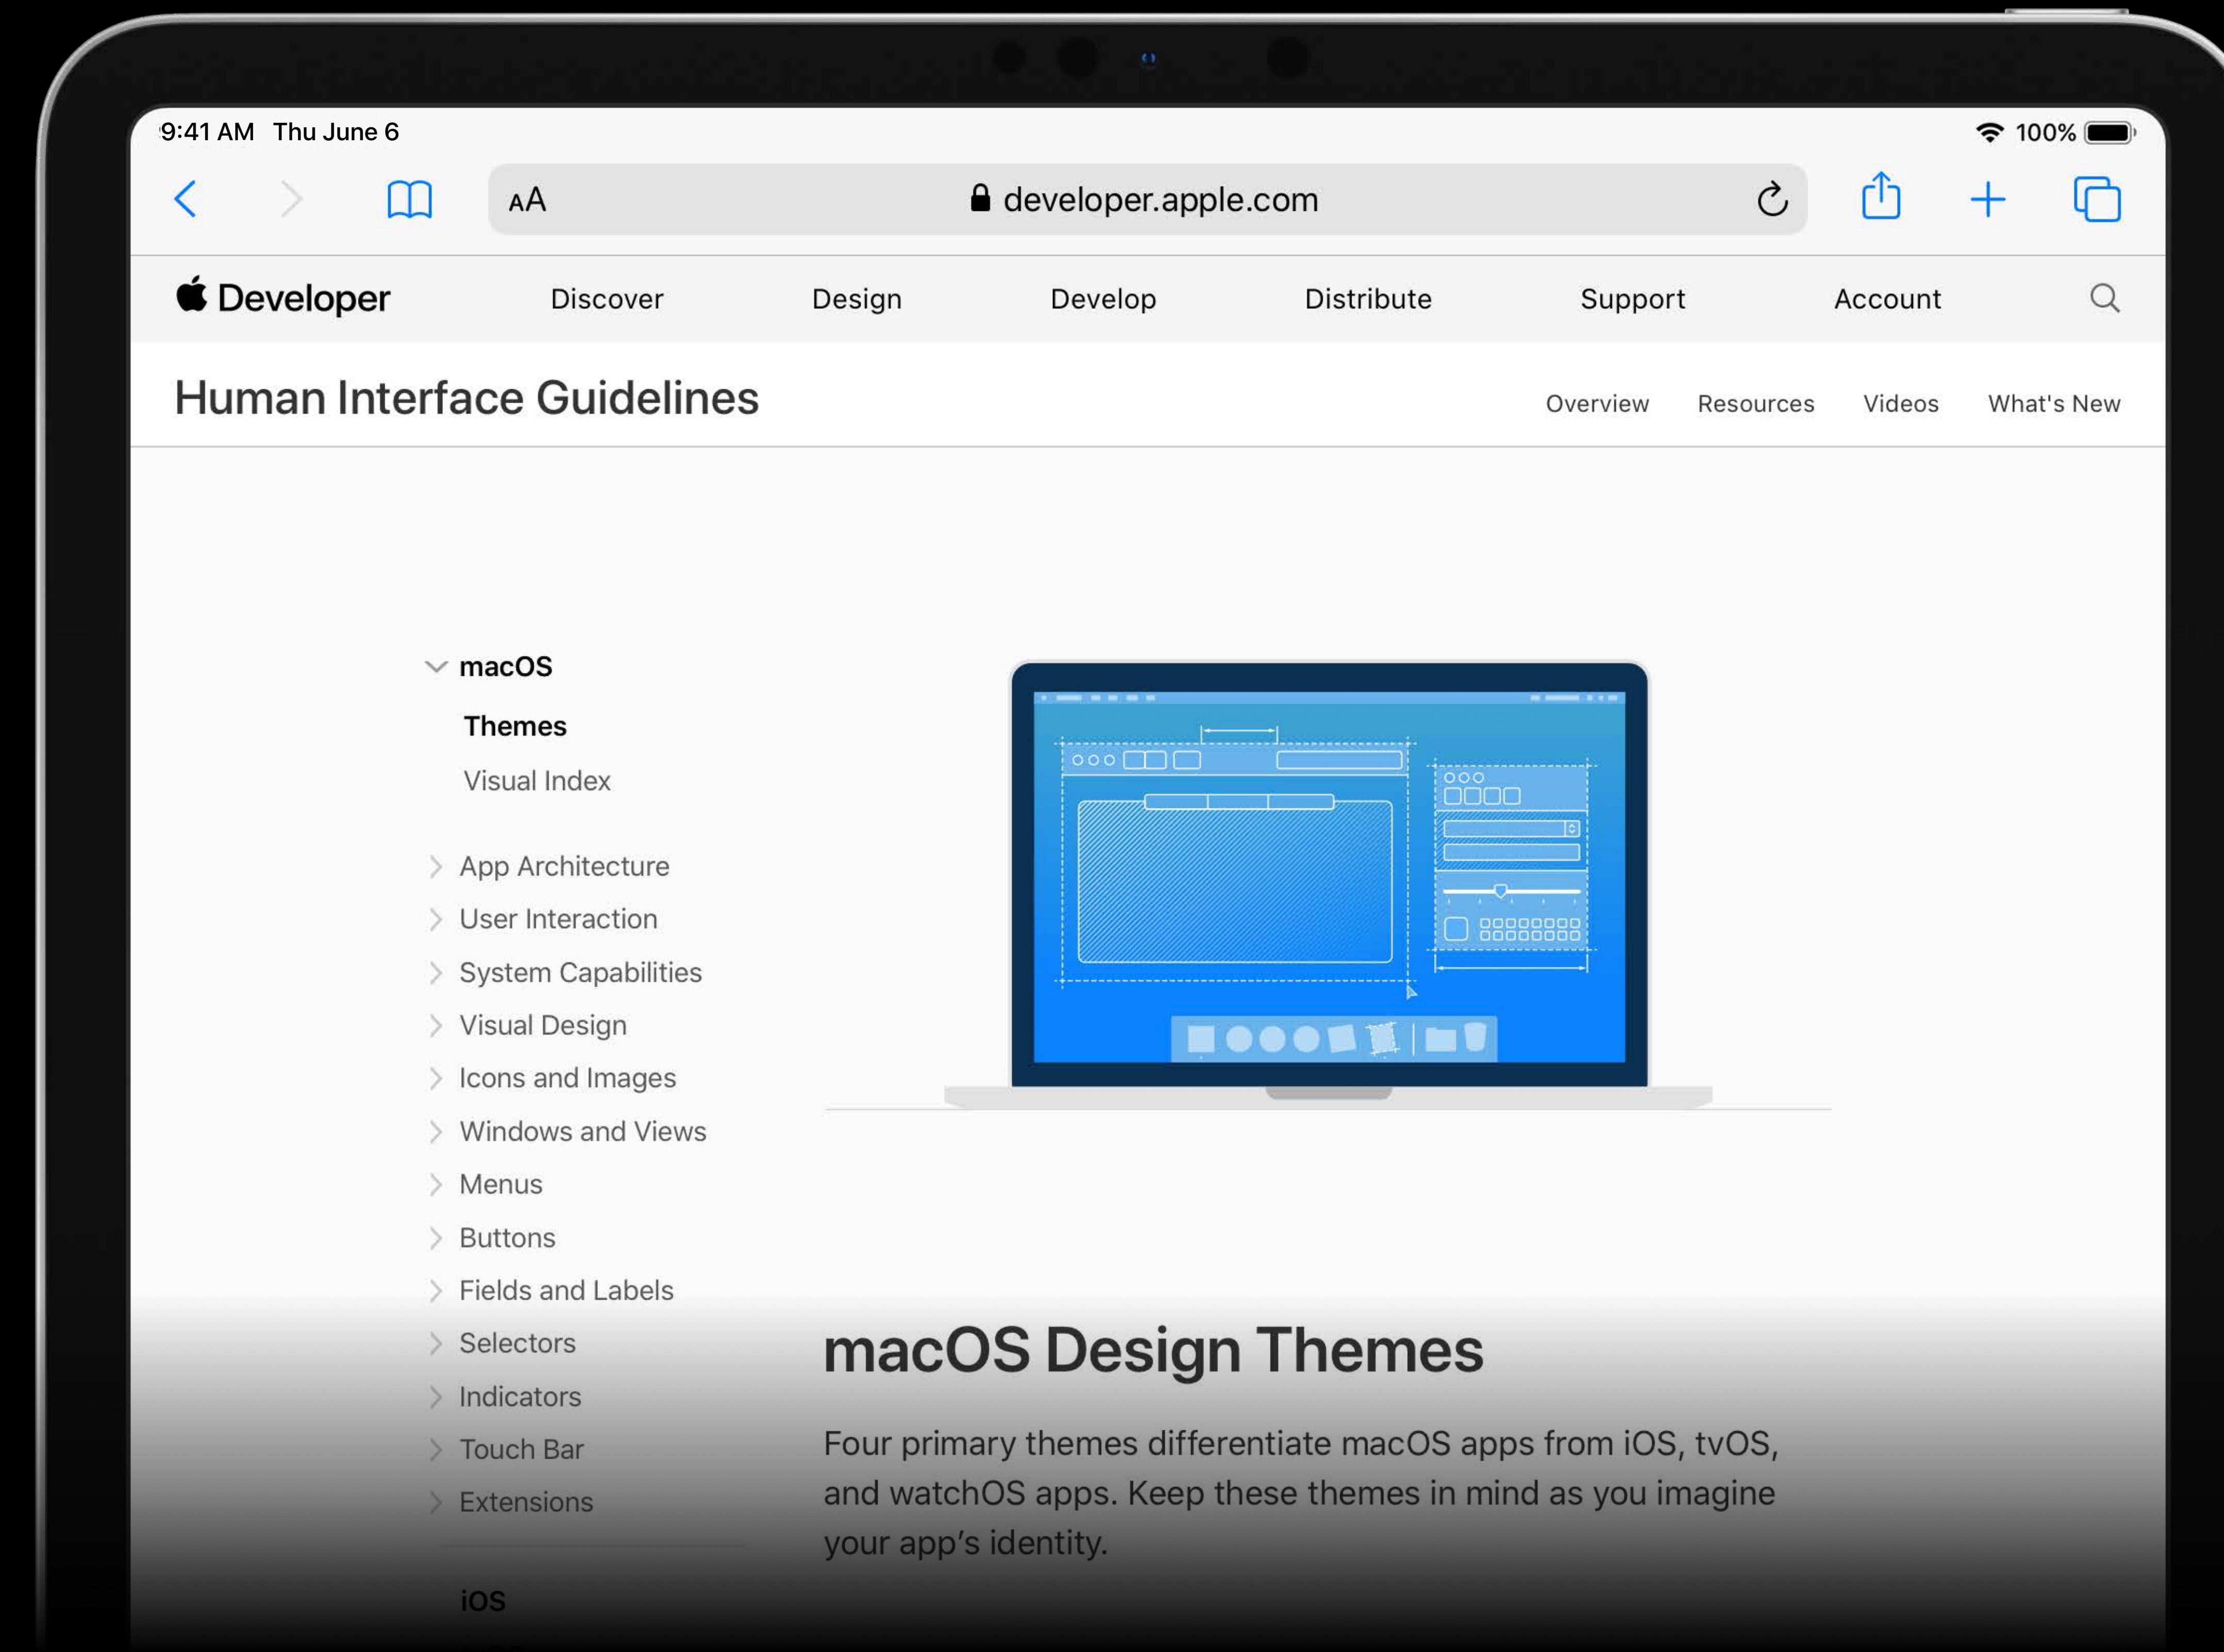 9:41 AM Thu June 6
100%
AA
developer.apple.com
Developer
Discover
Design
Develop
Distribute
Support
Account
Human Interface Guidelines
Overview
Resources
Videos
What's New
macOS
Themes
Visual Index
App Architecture
User Interaction
System Capabilities
Visual Design
Icons and Images
Windows and Views
Menus
Buttons
Fields and Labels
Selectors
Indicators
Touch Bar
Extensions
iOS
macOS Design Themes
Four primary themes differentiate macOS apps from iOS, tvOS,
and watchOS apps. Keep these themes in mind as you imagine
your app’s identity.